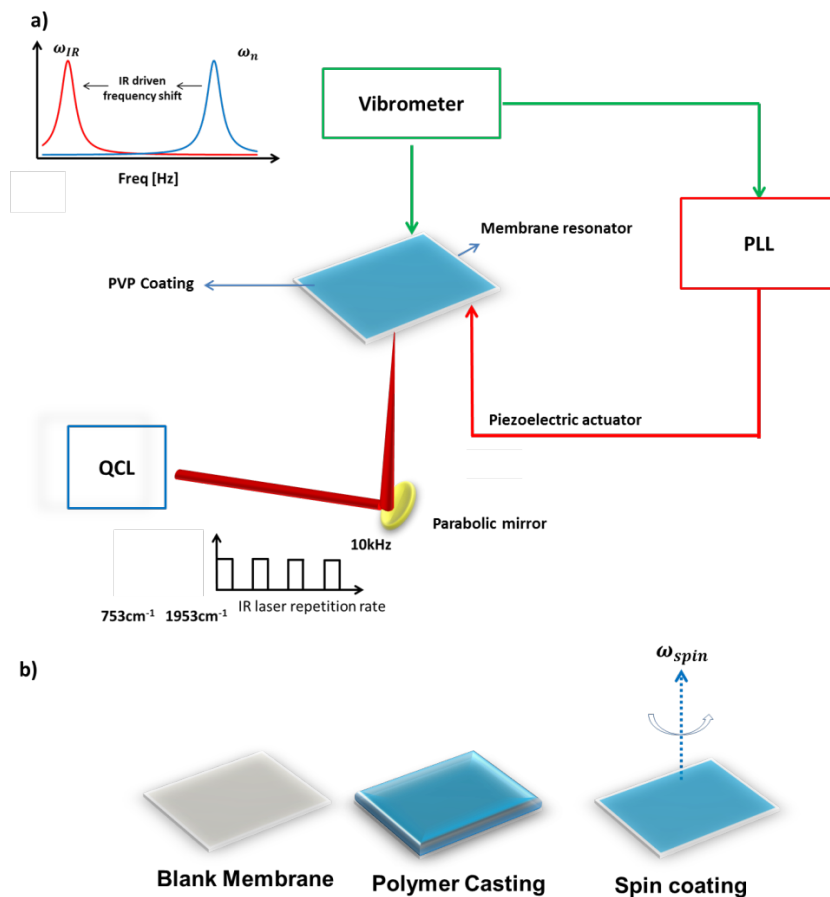 a)
ω_IR
ω_n
IR driven
frequency shift
Freq [Hz]
Vibrometer
Membrane resonator
PLL
PVP Coating
Piezoelectric actuator
QCL
Parabolic mirror
10kHz
IR laser repetition rate
753cm⁻¹ 1953cm⁻¹
b)
ω_spin
Blank Membrane
Polymer Casting
Spin coating